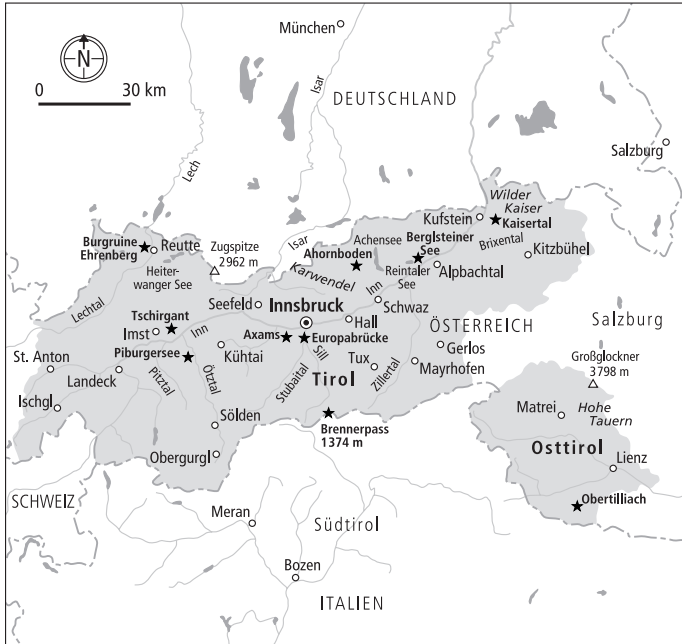 München
N
0 30 km
DEUTSCHLAND
Isar
Lech
Salzburg
Wilder
Kaiser
Kufstein
Kaisertal
Burgruine
Ehrenberg
Reutte
Zugspitze
2962 m
Isar
Ahornboden
Achensee
Berglsteiner
See
Brixental
Kitzbühel
Heiter-
wanger See
Karwendel
Reintaler
See
Alpbachtal
Lechtal
Seefeld
Innsbruck
Inn
Schwaz
Tschirgant
Imst
Inn
Hall
ÖSTERREICH
Salzburg
Axams
Europabrücke
St. Anton
Piburgersee
Kühtai
Sill
Tux
Gerlos
Großglockner
3798 m
Landeck
Pitztal
Ötztal
Stubaital
Tirol
Zillertal
Mayrhofen
Ischgl
Sölden
Matrei
Hohe
Tauern
Brennerpass
1374 m
Osttirol
Obergurgl
Lienz
SCHWEIZ
Meran
Südtirol
Obertilliach
Bozen
ITALIEN